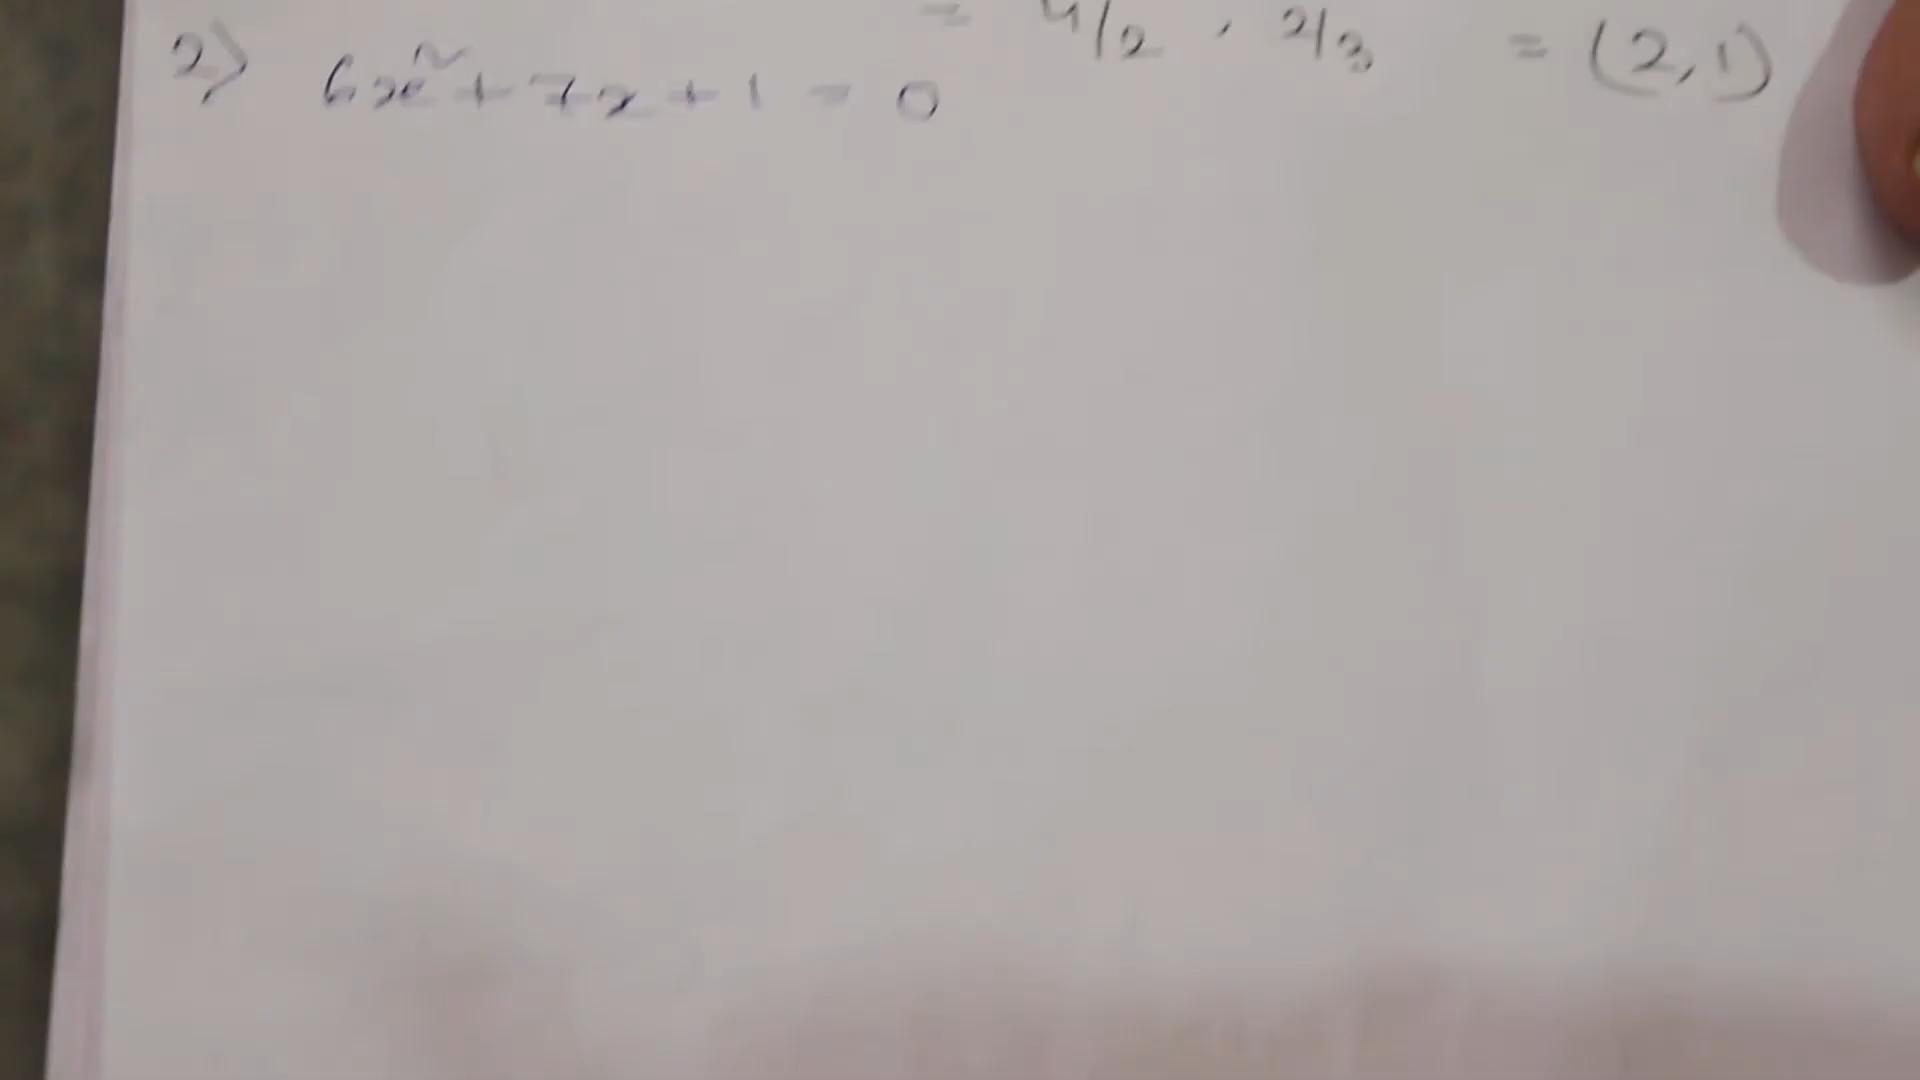 = 4/2 , 2/3 = (2,1)
2) 6x² + 7x + 1 = 0